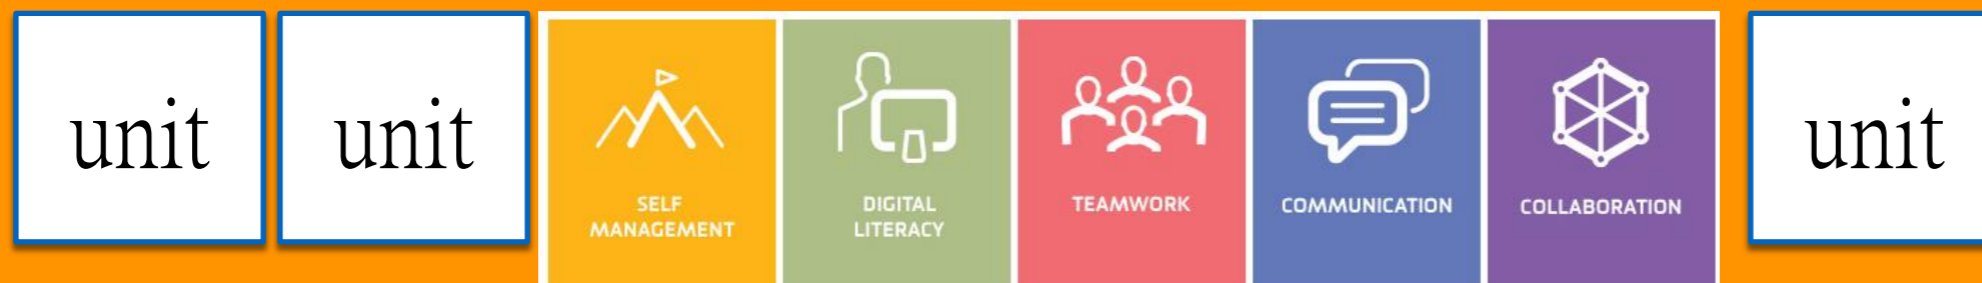 unit
unit
SELF
MANAGEMENT
DIGITAL
LITERACY
TEAMWORK
COMMUNICATION
COLLABORATION
unit